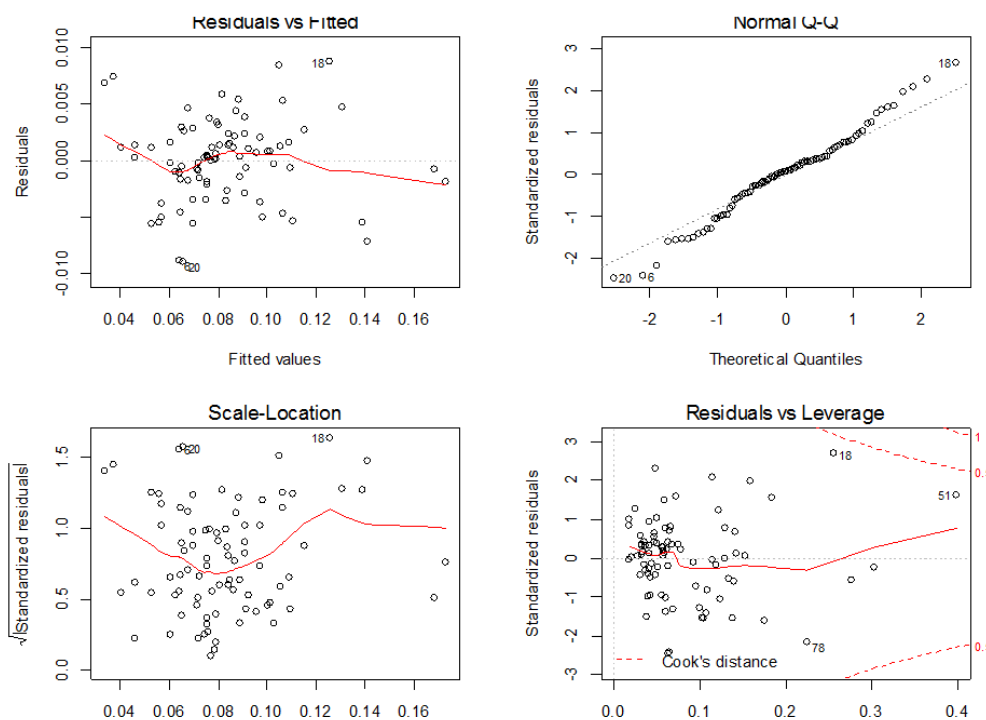 Residuals vs Fitted
Residuals
0.010
0.005
0.000
-0.010
18
6
20
0.04 0.06 0.08 0.10 0.12 0.14 0.16
Fitted values
Normal Q-Q
Standardized residuals
3
2
1
0
-1
-2
18
20
6
-2 -1 0 1 2
Theoretical Quantiles
Scale-Location
√|Standardized residuals|
1.5
1.0
0.5
0.0
6
20
18
0.04 0.06 0.08 0.10 0.12 0.14 0.16
Residuals vs Leverage
Standardized residuals
3
2
1
0
-1
-2
-3
18
51
78
1
0.
0.
Cook's distance
0.0 0.1 0.2 0.3 0.4